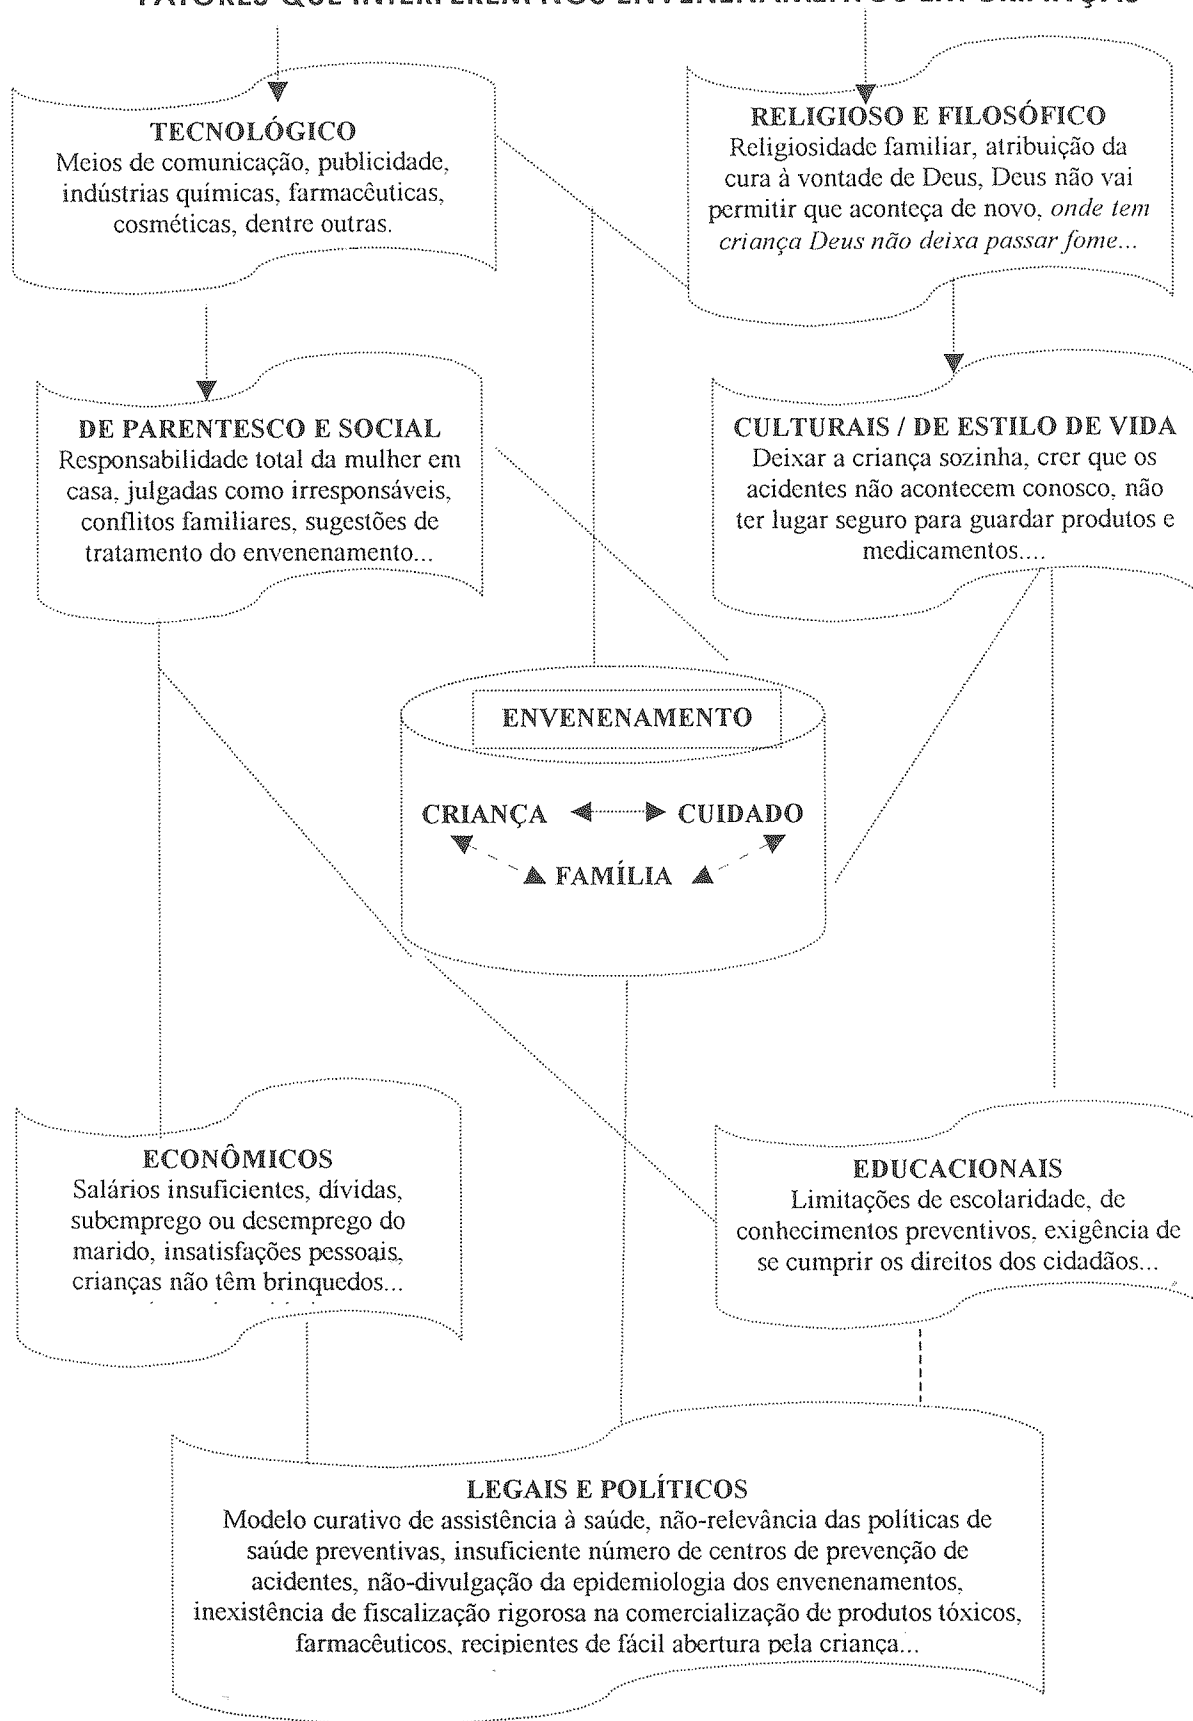 FATORES QUE INTERFEREM NOS ENVENENAMENTOS EM CRIANÇAS
TECNOLÓGICO
Meios de comunicação, publicidade,
indústrias químicas, farmacêuticas,
cosméticas, dentre outras.
RELIGIOSO E FILOSÓFICO
Religiosidade familiar, atribuição da
cura à vontade de Deus, Deus não vai
permitir que aconteça de novo, onde tem
criança Deus não deixa passar fome...
DE PARENTESCO E SOCIAL
Responsabilidade total da mulher em
casa, julgadas como irresponsáveis,
conflitos familiares, sugestões de
tratamento do envenenamento...
CULTURAIS / DE ESTILO DE VIDA
Deixar a criança sozinha, crer que os
acidentes não acontecem conosco, não
ter lugar seguro para guardar produtos e
medicamentos....
ENVENENAMENTO
CRIANÇA CUIDADO
FAMÍLIA
ECONÔMICOS
Salários insuficientes, dívidas,
subemprego ou desemprego do
marido, insatisfações pessoais,
crianças não têm brinquedos...
EDUCACIONAIS
Limitações de escolaridade, de
conhecimentos preventivos, exigência de
se cumprir os direitos dos cidadãos...
LEGAIS E POLÍTICOS
Modelo curativo de assistência à saúde, não-relevância das políticas de
saúde preventivas, insuficiente número de centros de prevenção de
acidentes, não-divulgação da epidemiologia dos envenenamentos,
inexistência de fiscalização rigorosa na comercialização de produtos tóxicos,
farmacêuticos, recipientes de fácil abertura pela criança...